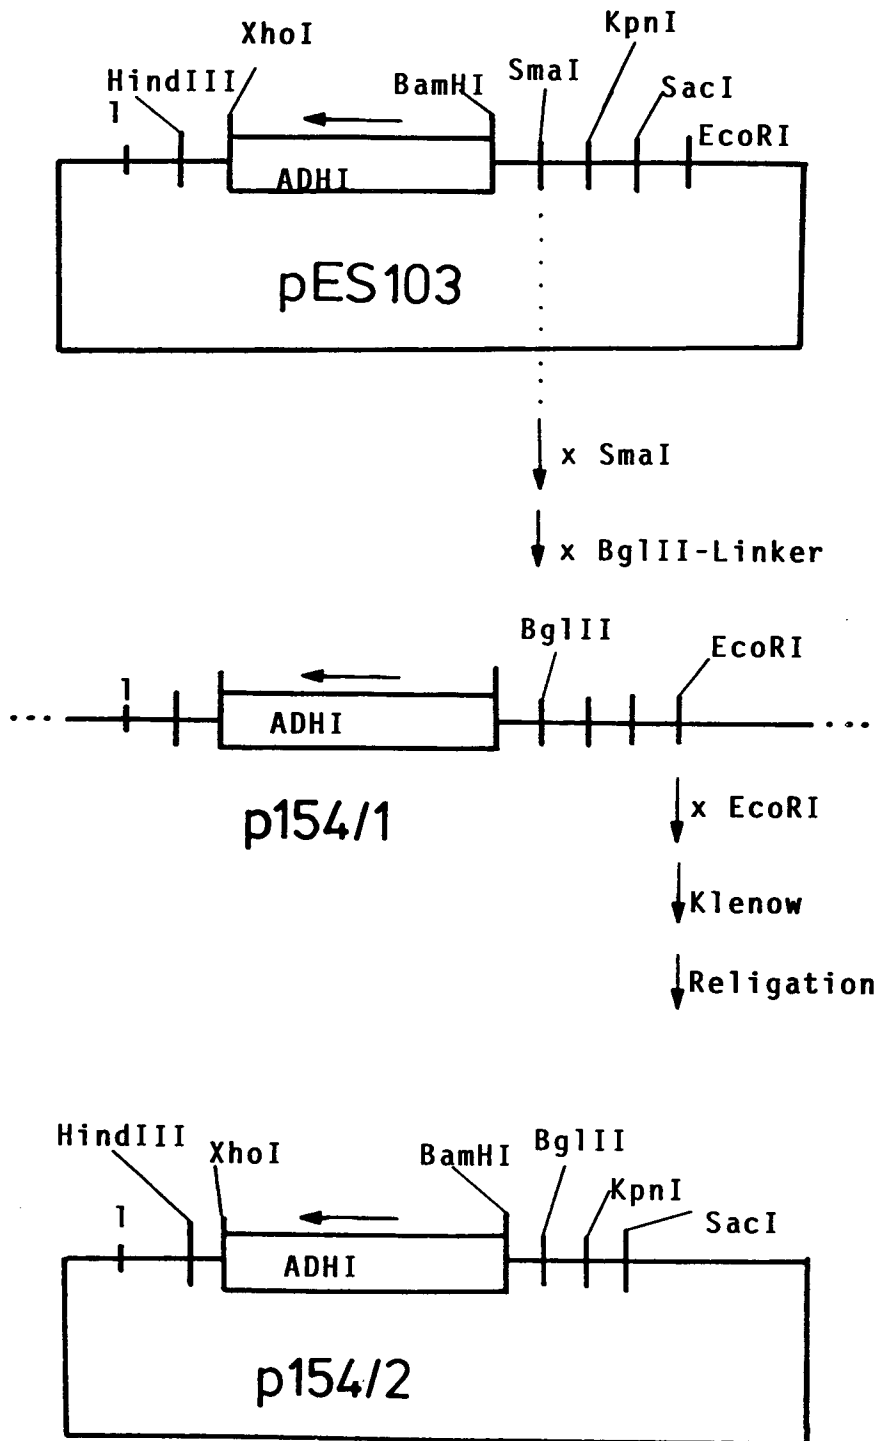 XhoI
KpnI
HindIII
BamHI
SmaI
SacI
1
EcoRI
ADHI
pES103
x SmaI
x BglII-Linker
BglII
EcoRI
1
ADHI
p154/1
x EcoRI
Klenow
Religation
HindIII
XhoI
BamHI
BglII
KpnI
1
SacI
ADHI
p154/2